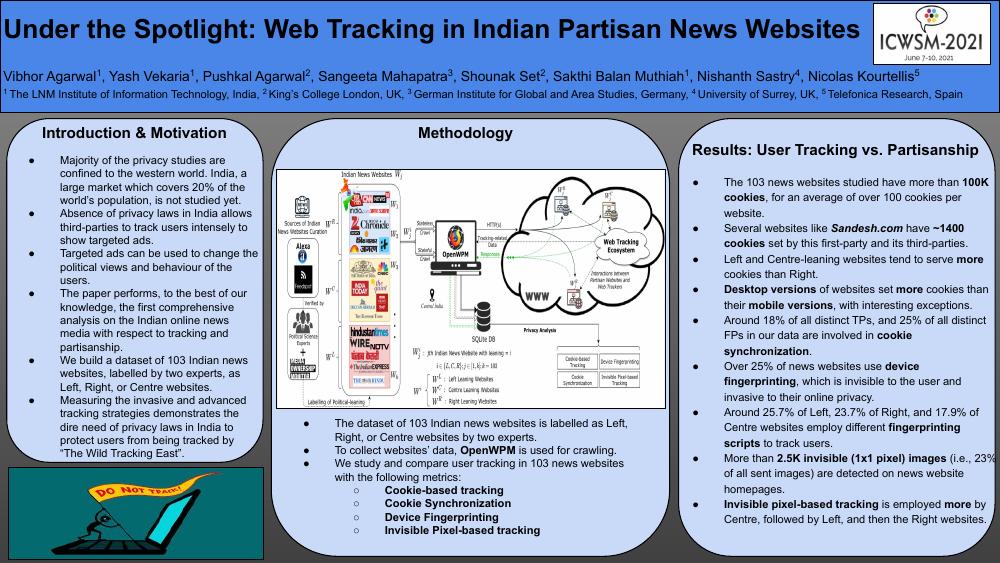 Under the Spotlight: Web Tracking in Indian Partisan News Websites
ICWSM-2021
June 7-10, 2021
Vibhor Agarwal1, Yash Vekaria1, Pushkal Agarwal2, Sangeeta Mahapatra3, Shounak Set2, Sakthi Balan Muthiah1, Nishanth Sastry4, Nicolas Kourtellis5
1 The LNM Institute of Information Technology, India, 2 King's College London, UK, 3 German Institute for Global and Area Studies, Germany, 4 University of Surrey, UK, 5 Telefonica Research, Spain
Introduction & Motivation
● Majority of the privacy studies are
confined to the western world. India, a
large market which covers 20% of the
world's population, is not studied yet.
● Absence of privacy laws in India allows
third-parties to track users intensely to
show targeted ads.
● Targeted ads can be used to change the
political views and behaviour of the
users.
● The paper performs, to the best of our
knowledge, the first comprehensive
analysis on the Indian online news
media with respect to tracking and
partisanship.
● We build a dataset of 103 Indian news
websites, labelled by two experts, as
Left, Right, or Centre websites.
● Measuring the invasive and advanced
tracking strategies demonstrates the
dire need of privacy laws in India to
protect users from being tracked by
“The Wild Tracking East”.
DO NOT TRACK!
Methodology
Indian News Websites
Sources of Indian
News Websites Curation
Alexa
Feedspot
Verified by
Political Science
Experts
+
OWNERSHIP
Labelling of Political-leaning
NEWS
Chronicle
INDIA
TODAY
the quint
hindustantimes
WIRE NDTV
The Indian EXPRESS
THE HINDU
Stateless
Crawl
Stateful
Crawl
OpenWPM
Central India
HTTP(s)
Tracking-related
Data
Responses
SQLite DB
WWW
Web Tracking
Ecosystem
Interactions between
Partisan Websites and
Web Trackers
Privacy Analysis
Cookie-based
Tracking
Device Fingerprinting
Cookie
Synchronization
Invisible Pixel-based
Tracking
: jth Indian News Website with leaning = i
i ∈ {L, C, R}; j ∈ [1, k]; k = 103
W^L : Left Leaning Websites
W^C : Centre Leaning Websites
W^R : Right Leaning Websites
● The dataset of 103 Indian news websites is labelled as Left,
Right, or Centre websites by two experts.
● To collect websites' data, OpenWPM is used for crawling.
● We study and compare user tracking in 103 news websites
with the following metrics:
○ Cookie-based tracking
○ Cookie Synchronization
○ Device Fingerprinting
○ Invisible Pixel-based tracking
Results: User Tracking vs. Partisanship
● The 103 news websites studied have more than 100K
cookies, for an average of over 100 cookies per
website.
● Several websites like Sandesh.com have ~1400
cookies set by this first-party and its third-parties.
● Left and Centre-leaning websites tend to serve more
cookies than Right.
● Desktop versions of websites set more cookies than
their mobile versions, with interesting exceptions.
● Around 18% of all distinct TPs, and 25% of all distinct
FPs in our data are involved in cookie
synchronization.
● Over 25% of news websites use device
fingerprinting, which is invisible to the user and
invasive to their online privacy.
● Around 25.7% of Left, 23.7% of Right, and 17.9% of
Centre websites employ different fingerprinting
scripts to track users.
● More than 2.5K invisible (1x1 pixel) images (i.e., 23%
of all sent images) are detected on news website
homepages.
● Invisible pixel-based tracking is employed more by
Centre, followed by Left, and then the Right websites.